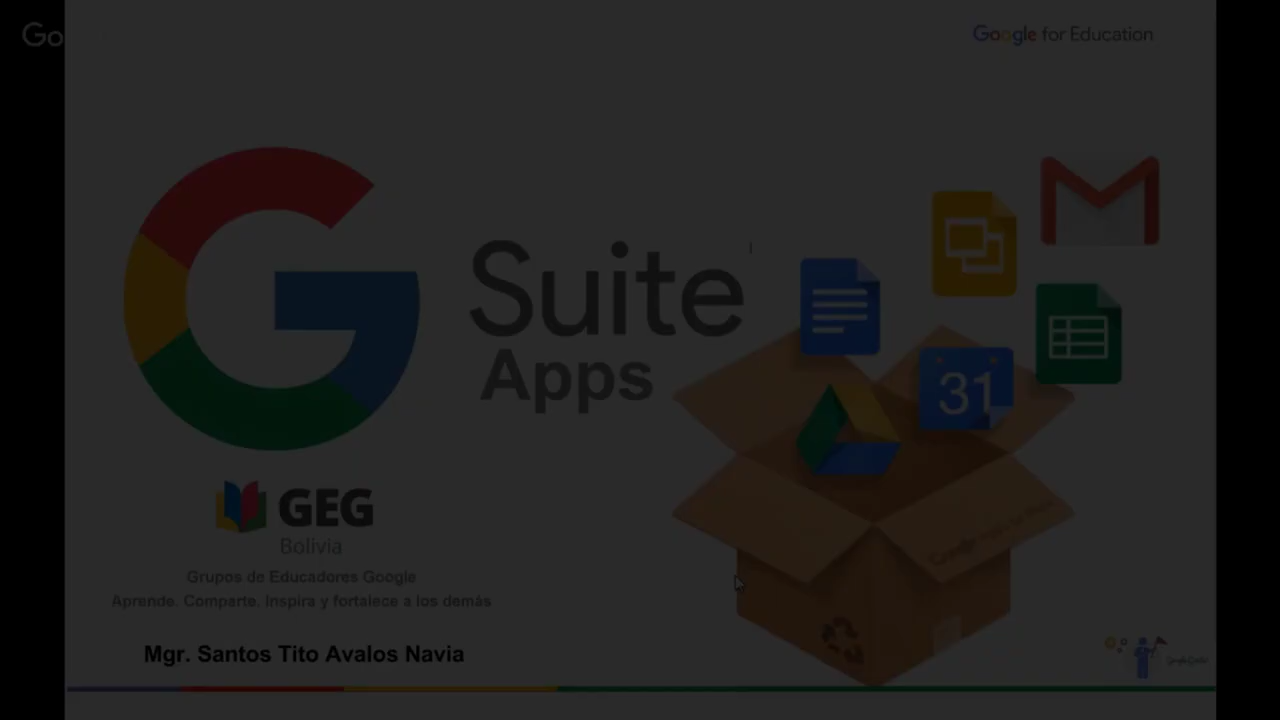 Go
Google for Education
Suite
Apps
31
GEG
Bolivia
Grupos de Educadores Google
Aprende. Comparte. Inspira y fortalece a los demás
Mgr. Santos Tito Avalos Navia